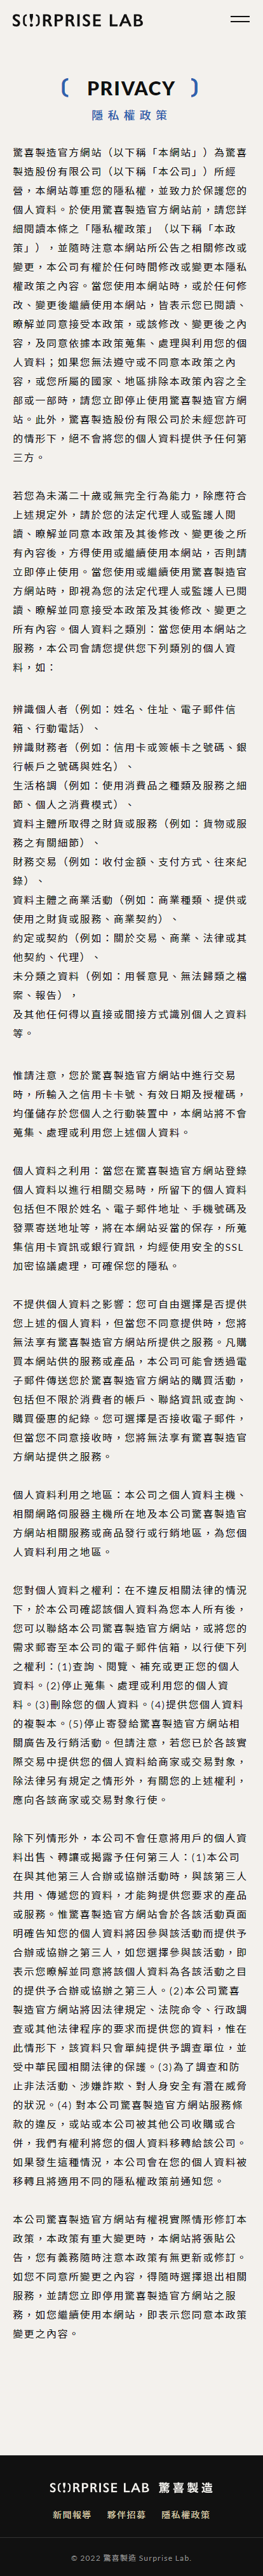 S(!)RPRISE LAB
PRIVACY
隱私權政策
驚喜製造官方網站（以下稱「本網站」）為驚喜
製造股份有限公司（以下稱「本公司」）所經
營，本網站尊重您的隱私權，並致力於保護您的
個人資料。於使用驚喜製造官方網站前，請您詳
細閱讀本條之「隱私權政策」（以下稱「本政
策」），並隨時注意本網站所公告之相關修改或
變更，本公司有權於任何時間修改或變更本隱私
權政策之內容。當您使用本網站時，或於任何修
改、變更後繼續使用本網站，皆表示您已閱讀、
瞭解並同意接受本政策，或該修改、變更後之內
容，及同意依據本政策蒐集、處理與利用您的個
人資料；如果您無法遵守或不同意本政策之內
容，或您所屬的國家、地區排除本政策內容之全
部或一部時，請您立即停止使用驚喜製造官方網
站。此外，驚喜製造股份有限公司於未經您許可
的情形下，絕不會將您的個人資料提供予任何第
三方。
若您為未滿二十歲或無完全行為能力，除應符合
上述規定外，請於您的法定代理人或監護人閱
讀、瞭解並同意本政策及其後修改、變更後之所
有內容後，方得使用或繼續使用本網站，否則請
立即停止使用。當您使用或繼續使用驚喜製造官
方網站時，即視為您的法定代理人或監護人已閱
讀、瞭解並同意接受本政策及其後修改、變更之
所有內容。個人資料之類別：當您使用本網站之
服務，本公司會請您提供您下列類別的個人資
料，如：
辨識個人者（例如：姓名、住址、電子郵件信
箱、行動電話）、
辨識財務者（例如：信用卡或簽帳卡之號碼、銀
行帳戶之號碼與姓名）、
生活格調（例如：使用消費品之種類及服務之細
節、個人之消費模式）、
資料主體所取得之財貨或服務（例如：貨物或服
務之有關細節）、
財務交易（例如：收付金額、支付方式、往來紀
錄）、
資料主體之商業活動（例如：商業種類、提供或
使用之財貨或服務、商業契約）、
約定或契約（例如：關於交易、商業、法律或其
他契約、代理）、
未分類之資料（例如：用餐意見、無法歸類之檔
案、報告），
及其他任何得以直接或間接方式識別個人之資料
等。
惟請注意，您於驚喜製造官方網站中進行交易
時，所輸入之信用卡卡號、有效日期及授權碼，
均僅儲存於您個人之行動裝置中，本網站將不會
蒐集、處理或利用您上述個人資料。
個人資料之利用：當您在驚喜製造官方網站登錄
個人資料以進行相關交易時，所留下的個人資料
包括但不限於姓名、電子郵件地址、手機號碼及
發票寄送地址等，將在本網站妥當的保存，所蒐
集信用卡資訊或銀行資訊，均經使用安全的SSL
加密協議處理，可確保您的隱私。
不提供個人資料之影響：您可自由選擇是否提供
您上述的個人資料，但當您不同意提供時，您將
無法享有驚喜製造官方網站所提供之服務。凡購
買本網站供的服務或產品，本公司可能會透過電
子郵件傳送您於驚喜製造官方網站的購買活動，
包括但不限於消費者的帳戶、聯絡資訊或查詢、
購買優惠的紀錄。您可選擇是否接收電子郵件，
但當您不同意接收時，您將無法享有驚喜製造官
方網站提供之服務。
個人資料利用之地區：本公司之個人資料主機、
相關網路伺服器主機所在地及本公司驚喜製造官
方網站相關服務或商品發行或行銷地區，為您個
人資料利用之地區。
您對個人資料之權利：在不違反相關法律的情況
下，於本公司確認該個人資料為您本人所有後，
您可以聯絡本公司驚喜製造官方網站，或將您的
需求郵寄至本公司的電子郵件信箱，以行使下列
之權利：(1)查詢、閱覽、補充或更正您的個人
資料。(2)停止蒐集、處理或利用您的個人資
料。(3)刪除您的個人資料。(4)提供您個人資料
的複製本。(5)停止寄發給驚喜製造官方網站相
關廣告及行銷活動。但請注意，若您已於各該實
際交易中提供您的個人資料給商家或交易對象，
除法律另有規定之情形外，有關您的上述權利，
應向各該商家或交易對象行使。
除下列情形外，本公司不會任意將用戶的個人資
料出售、轉讓或揭露予任何第三人：(1)本公司
在與其他第三人合辦或協辦活動時，與該第三人
共用、傳遞您的資料，才能夠提供您要求的產品
或服務。惟驚喜製造官方網站會於各該活動頁面
明確告知您的個人資料將因參與該活動而提供予
合辦或協辦之第三人，如您選擇參與該活動，即
表示您瞭解並同意將該個人資料為各該活動之目
的提供予合辦或協辦之第三人。(2)本公司驚喜
製造官方網站將因法律規定、法院命令、行政調
查或其他法律程序的要求而提供您的資料，惟在
此情形下，該資料只會單純提供予調查單位，並
受中華民國相關法律的保護。(3)為了調查和防
止非法活動、涉嫌詐欺、對人身安全有潛在威脅
的狀況。(4) 對本公司驚喜製造官方網站服務條
款的違反，或站或本公司被其他公司收購或合
併，我們有權利將您的個人資料移轉給該公司。
如果發生這種情況，本公司會在您的個人資料被
移轉且將適用不同的隱私權政策前通知您。
本公司驚喜製造官方網站有權視實際情形修訂本
政策，本政策有重大變更時，本網站將張貼公
告，您有義務隨時注意本政策有無更新或修訂。
如您不同意所變更之內容，得隨時選擇退出相關
服務，並請您立即停用驚喜製造官方網站之服
務，如您繼續使用本網站，即表示您同意本政策
變更之內容。
S(!)RPRISE LAB 驚喜製造
新聞報導 夥伴招募 隱私權政策
© 2022 驚喜製造 Surprise Lab.